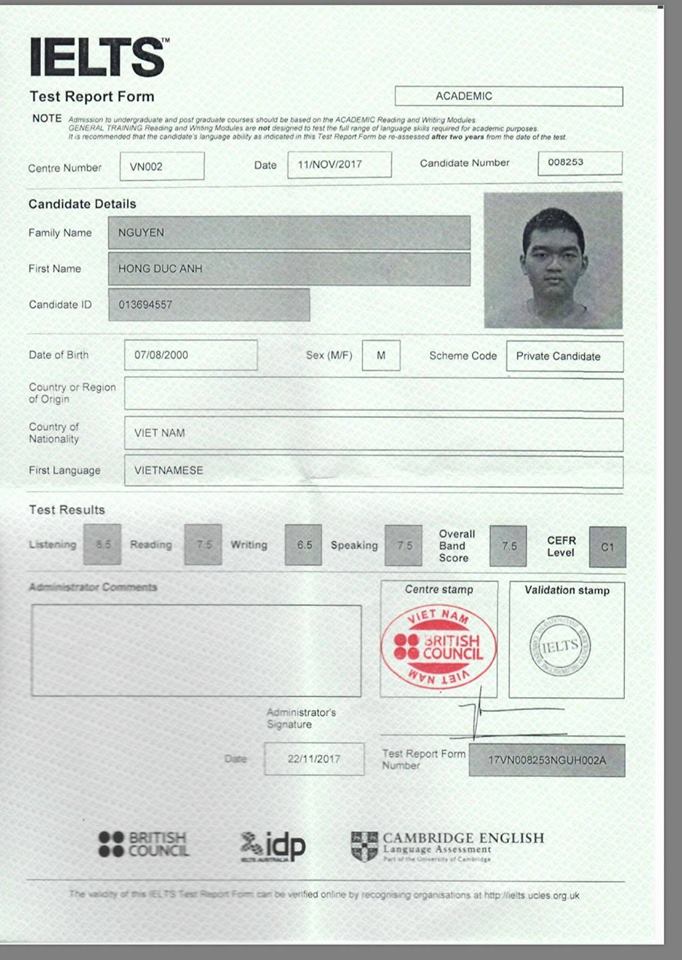 IELTS™
Test Report Form
ACADEMIC
NOTE Admission to undergraduate and post graduate courses should be based on the ACADEMIC Reading and Writing Modules.
GENERAL TRAINING Reading and Writing Modules are not designed to test the full range of language skills required for academic purposes.
It is recommended that the candidate's language ability as indicated in this Test Report Form be re-assessed after two years from the date of the test.
Centre Number VN002 Date 11/NOV/2017 Candidate Number 008253
Candidate Details
Family Name NGUYEN
First Name HONG DUC ANH
Candidate ID 013694557
Date of Birth 07/08/2000 Sex (M/F) M Scheme Code Private Candidate
Country or Region
of Origin
Country of
Nationality VIET NAM
First Language VIETNAMESE
Test Results
Listening 8.5 Reading 7.5 Writing 6.5 Speaking 7.5 Overall Band Score 7.5 CEFR Level C1
Administrator Comments
Centre stamp
Validation stamp
VIET NAM
BRITISH
COUNCIL
VIET NAM
IELTS
Administrator's
Signature
Date 22/11/2017
Test Report Form
Number 17VN008253NGUH002A
BRITISH
COUNCIL
idp
IELTS AUSTRALIA
CAMBRIDGE ENGLISH
Language Assessment
Part of the University of Cambridge
The validity of this IELTS Test Report Form can be verified online by recognising organisations at http://ielts.ucles.org.uk